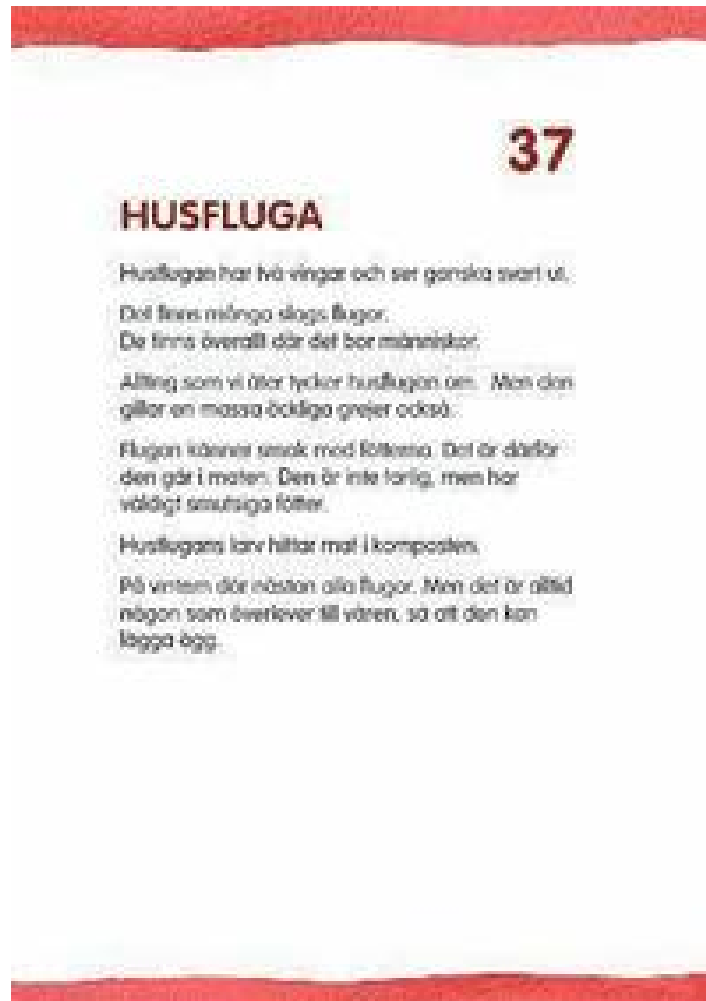 37
HUSFLUGA
Husflugan har två vingar och ser ganska svart ut.
Det finns många slags flugor.
De finns överallt där det bor människor.
Allting som vi äter tycker husflugan om. Men den
gillar en massa äckliga grejer också.
Flugan känner smak med fötterna. Det är därför
den går i maten. Den är inte farlig, men har
väldigt smutsiga fötter.
Husflugans larv hittar mat i komposten.
På vintern dör nästan alla flugor. Men det är alltid
någon som överlever till våren, så att den kan
lägga ägg.